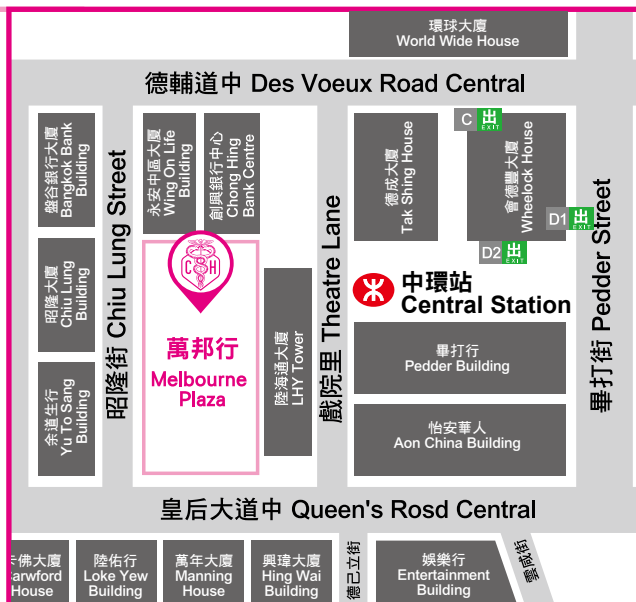 環球大廈
World Wide House
德輔道中 Des Voeux Road Central
盤谷銀行大廈
Bangkok Bank
Building
昭隆街 Chiu Lung Street
永安中區大廈
Wing On Life
Building
創興銀行中心
Chong Hing
Bank Centre
戲院里 Theatre Lane
德成大廈
Tak Shing House
C 出
EXIT
會德豐大廈
Wheelock House
D1 出
EXIT
D2 出
EXIT
畢打街 Pedder Street
昭隆大廈
Chiu Lung
Building
C H
萬邦行
Melbourne
Plaza
陸海通大廈
LHY Tower
中環站
Central Station
畢打行
Pedder Building
余道生行
Yu To Sang
Building
怡安華人
Aon China Building
皇后大道中 Queen's Rosd Central
佛大廈
House
陸佑行
Loke Yew
Building
萬年大廈
Manning
House
興瑋大廈
Hing Wai
Building
德己立街
娛樂行
Entertainment
Building
雲咸街